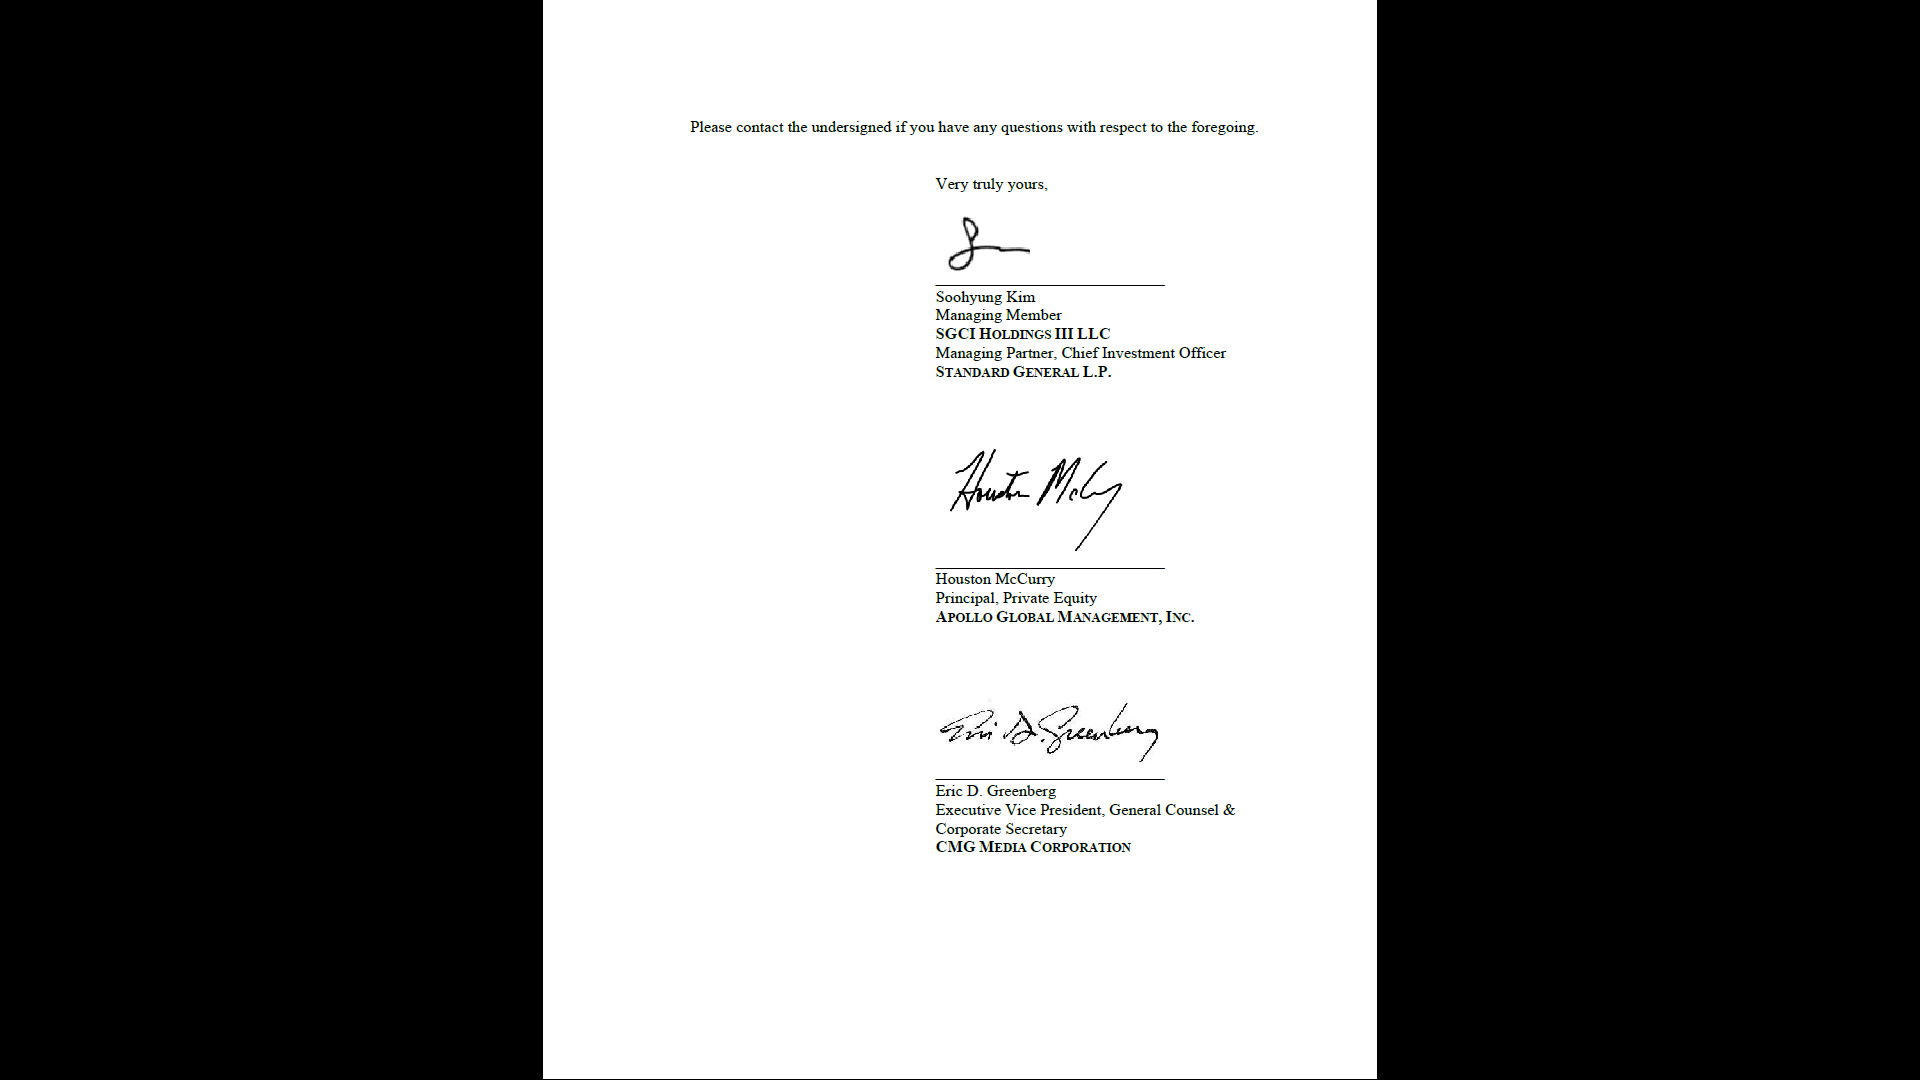 Please contact the undersigned if you have any questions with respect to the foregoing.
Very truly yours,
Soohyung Kim
Managing Member
SGCI HOLDINGS III LLC
Managing Partner, Chief Investment Officer
STANDARD GENERAL L.P.
Houston McCurry
Principal, Private Equity
APOLLO GLOBAL MANAGEMENT, INC.
Eric D. Greenberg
Eric D. Greenberg
Executive Vice President, General Counsel &
Corporate Secretary
CMG MEDIA CORPORATION